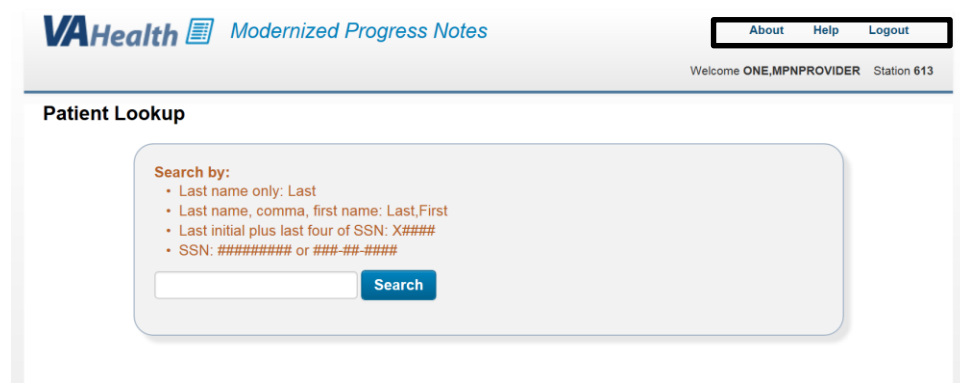 VAHealth Modernized Progress Notes
About Help Logout
Welcome ONE,MPNPROVIDER Station 613
Patient Lookup
Search by:
• Last name only: Last
• Last name, comma, first name: Last,First
• Last initial plus last four of SSN: X####
• SSN: ######### or ###-##-####
Search